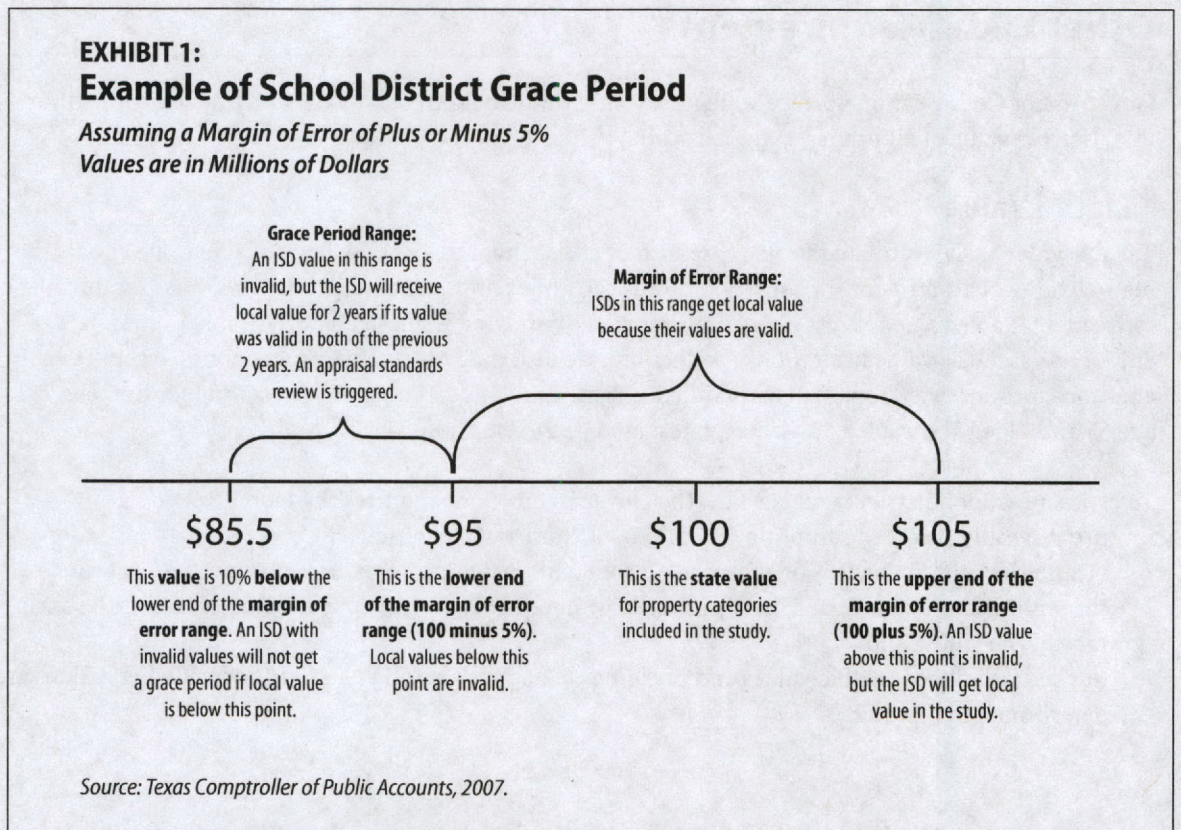 EXHIBIT 1:
Example of School District Grace Period
Assuming a Margin of Error of Plus or Minus 5%
Values are in Millions of Dollars
Grace Period Range:
An ISD value in this range is
invalid, but the ISD will receive
local value for 2 years if its value
was valid in both of the previous
2 years. An appraisal standards
review is triggered.
Margin of Error Range:
ISDs in this range get local value
because their values are valid.
$85.5
This value is 10% below the
lower end of the margin of
error range. An ISD with
invalid values will not get
a grace period if local value
is below this point.
$95
This is the lower end
of the margin of error
range (100 minus 5%).
Local values below this
point are invalid.
$100
This is the state value
for property categories
included in the study.
$105
This is the upper end of the
margin of error range
(100 plus 5%). An ISD value
above this point is invalid,
but the ISD will get local
value in the study.
Source: Texas Comptroller of Public Accounts, 2007.